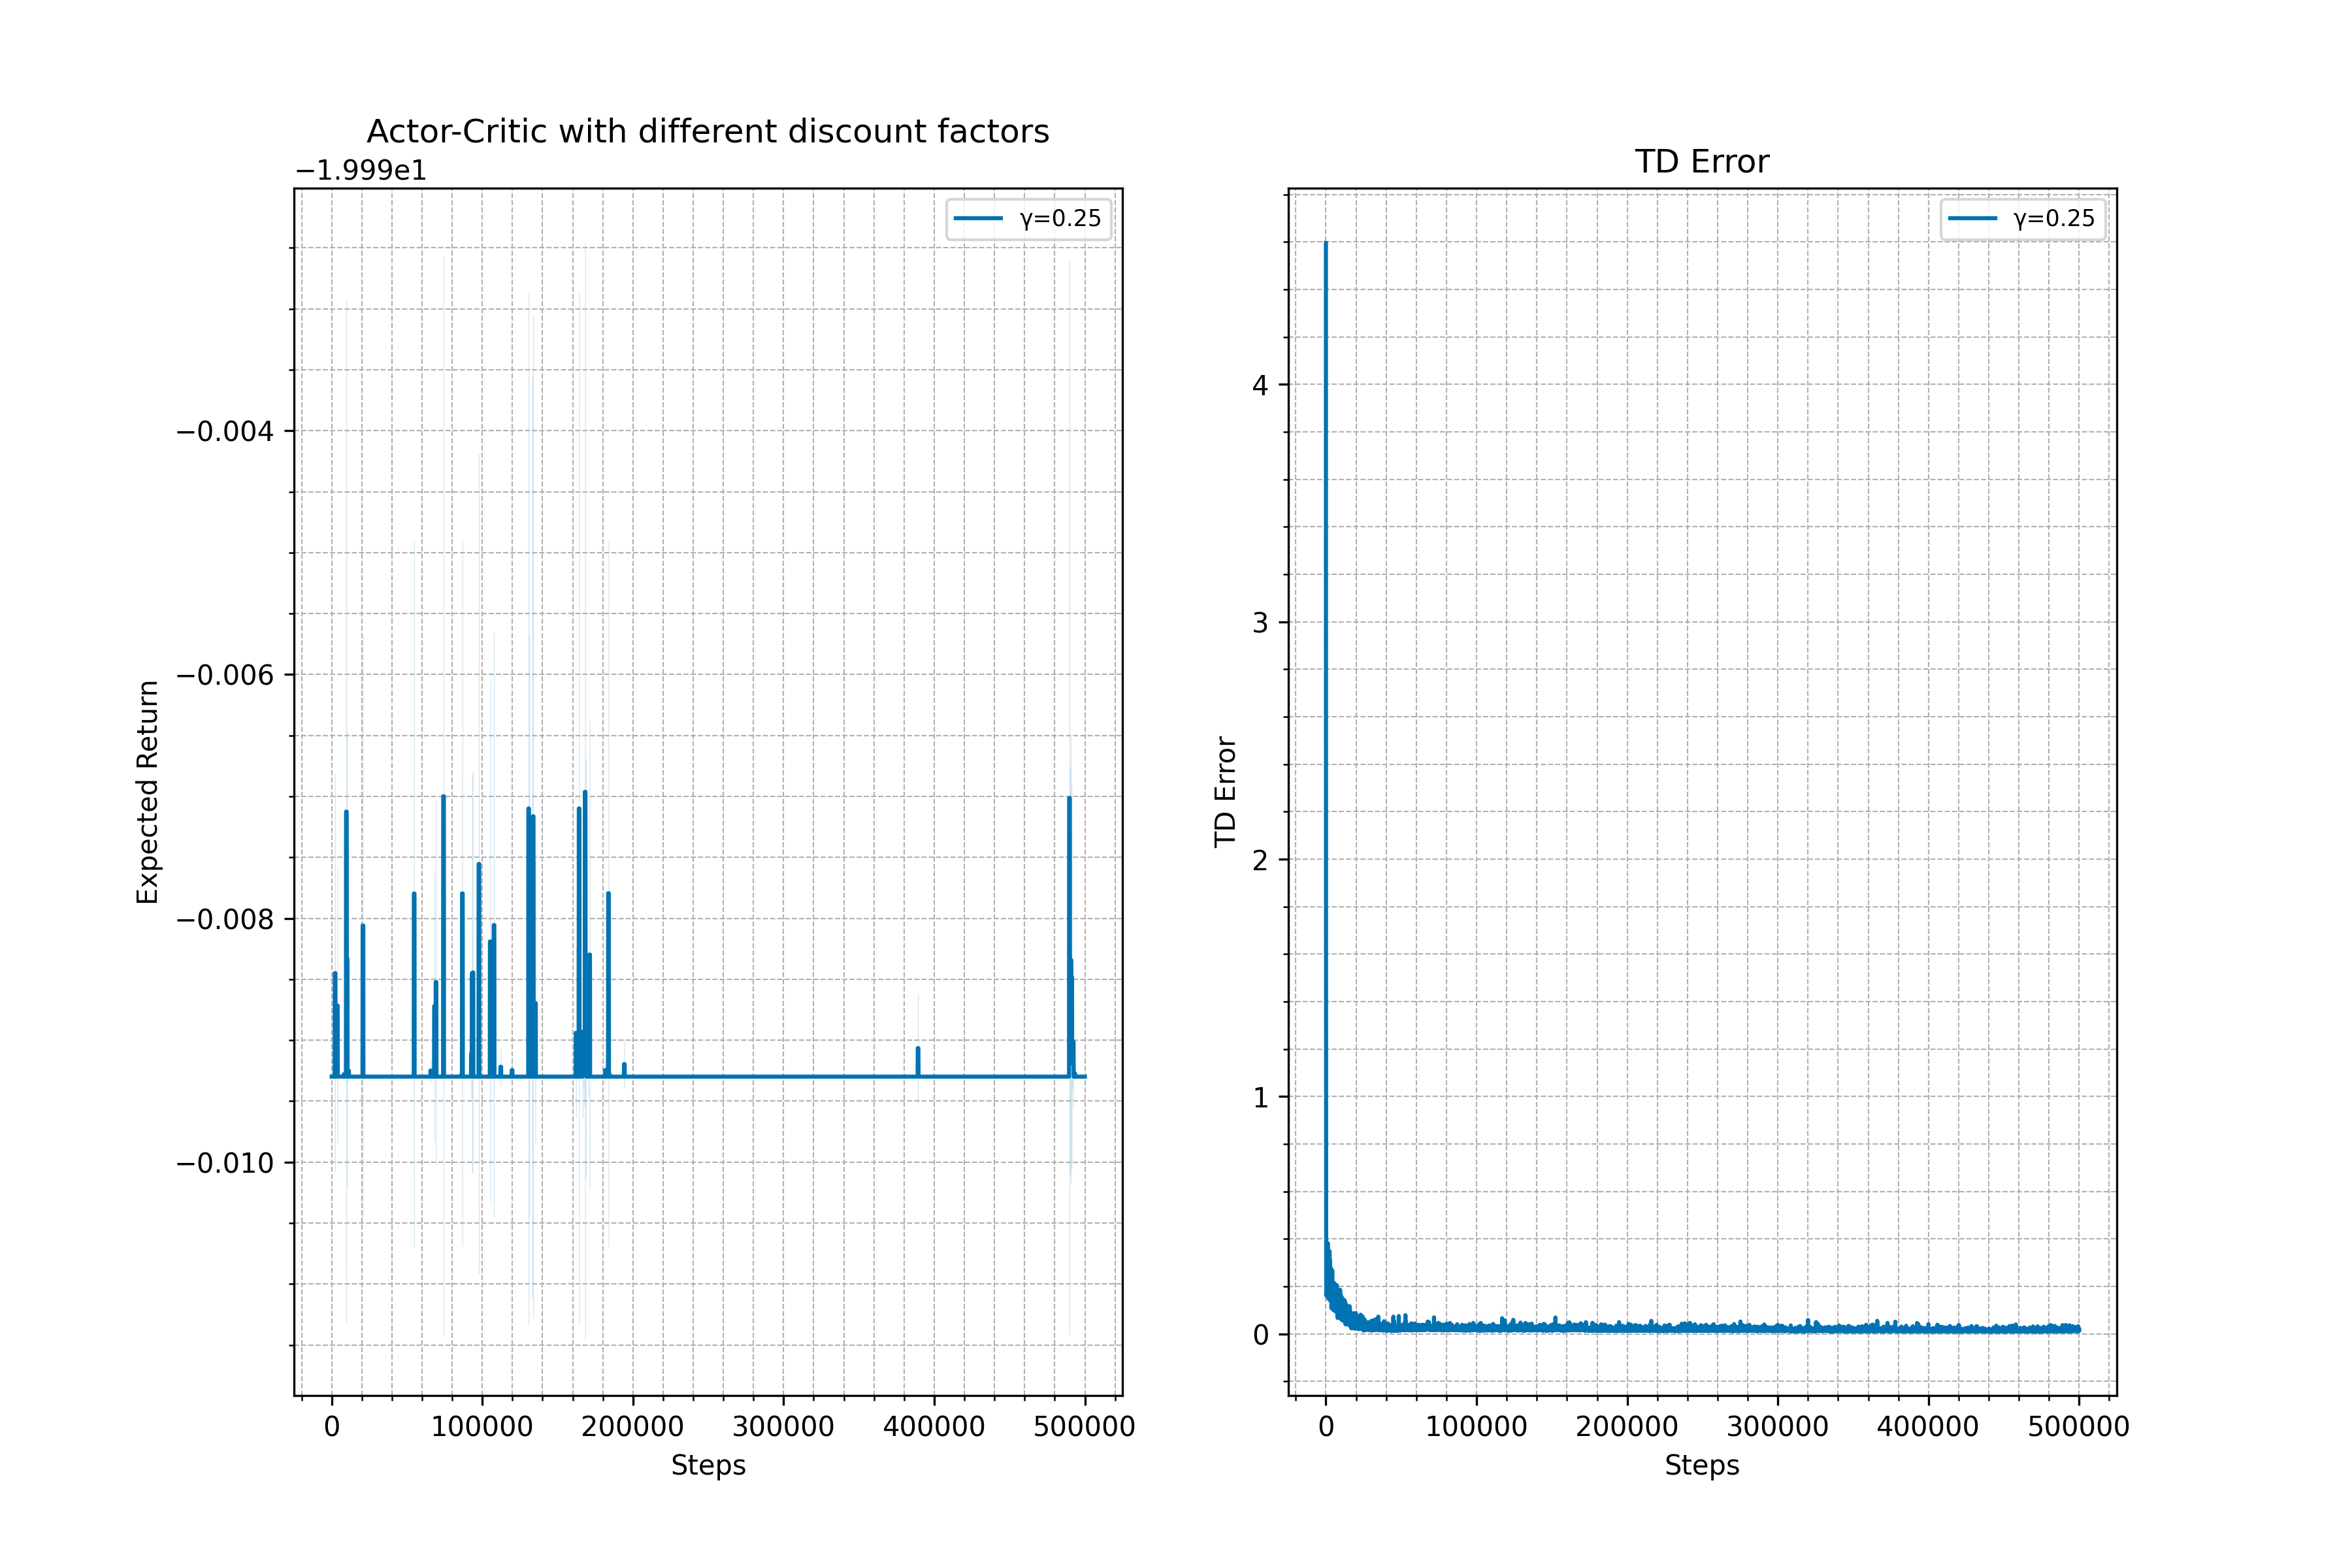 Actor-Critic with different discount factors
−1.999e1
γ=0.25
−0.004
−0.006
−0.008
−0.010
Expected Return
0 100000 200000 300000 400000 500000
Steps
TD Error
γ=0.25
4
3
2
1
0
TD Error
0 100000 200000 300000 400000 500000
Steps